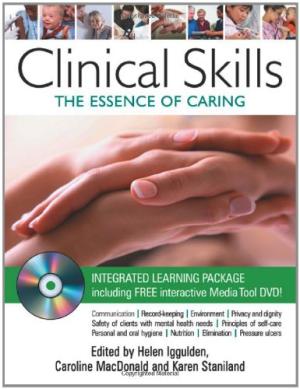 Clinical Skills
THE ESSENCE OF CARING
INTEGRATED LEARNING PACKAGE
including FREE interactive Media Tool DVD!
Communication | Record-keeping | Environment | Privacy and dignity
Safety of clients with mental health needs | Principles of self-care
Personal and oral hygiene | Nutrition | Elimination | Pressure ulcers
Edited by Helen Iggulden,
Caroline MacDonald and Karen Staniland